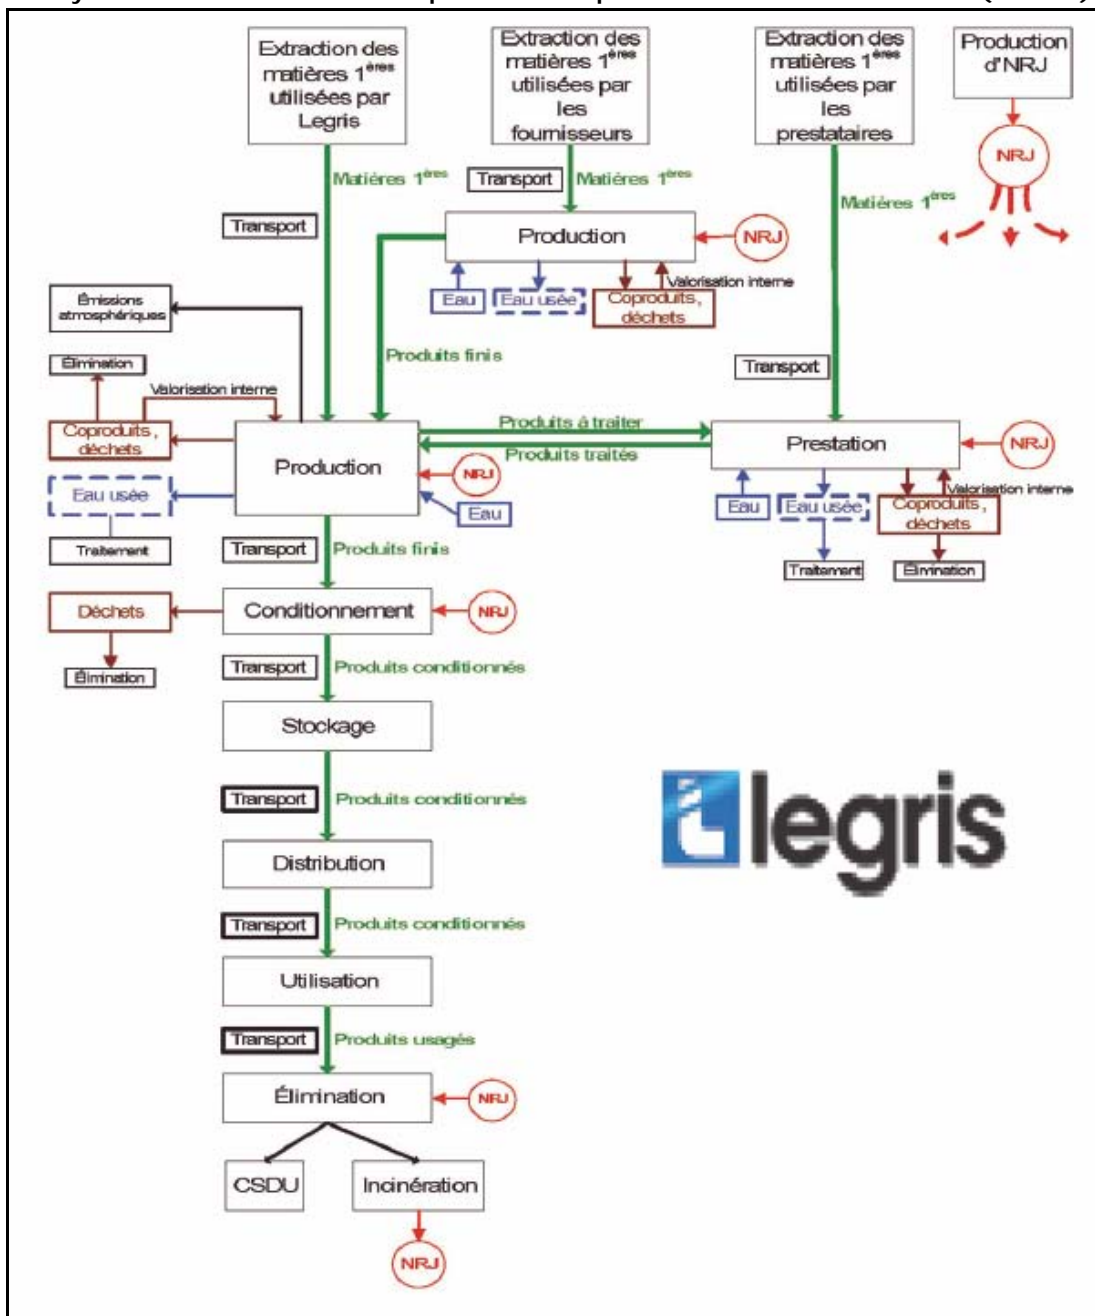 Extraction des
matières 1ères
utilisées par
Legris
Extraction des
matières 1ères
utilisées par
les
fournisseurs
Extraction des
matières 1ères
utilisées par
les
prestataires
Production
d'NRJ
NRJ
Matières 1ères
Transport
Matières 1ères
Matières 1ères
Transport
Production
NRJ
Valorisation interne
Eau
Eau usée
Coproduits,
déchets
Émissions
atmosphériques
Produits finis
Élimination
Transport
Valorisation interne
Coproduits,
déchets
Produits à traiter
Produits traités
Production
NRJ
Eau
Prestation
NRJ
Valorisation interne
Eau
Eau usée
Coproduits,
déchets
Traitement
Élimination
Eau usée
Traitement
Transport
Produits finis
Déchets
Conditionnement
NRJ
Élimination
Transport
Produits conditionnés
Stockage
Transport
Produits conditionnés
legris
Distribution
Transport
Produits conditionnés
Utilisation
Transport
Produits usagés
Élimination
NRJ
CSDU
Incinération
NRJ